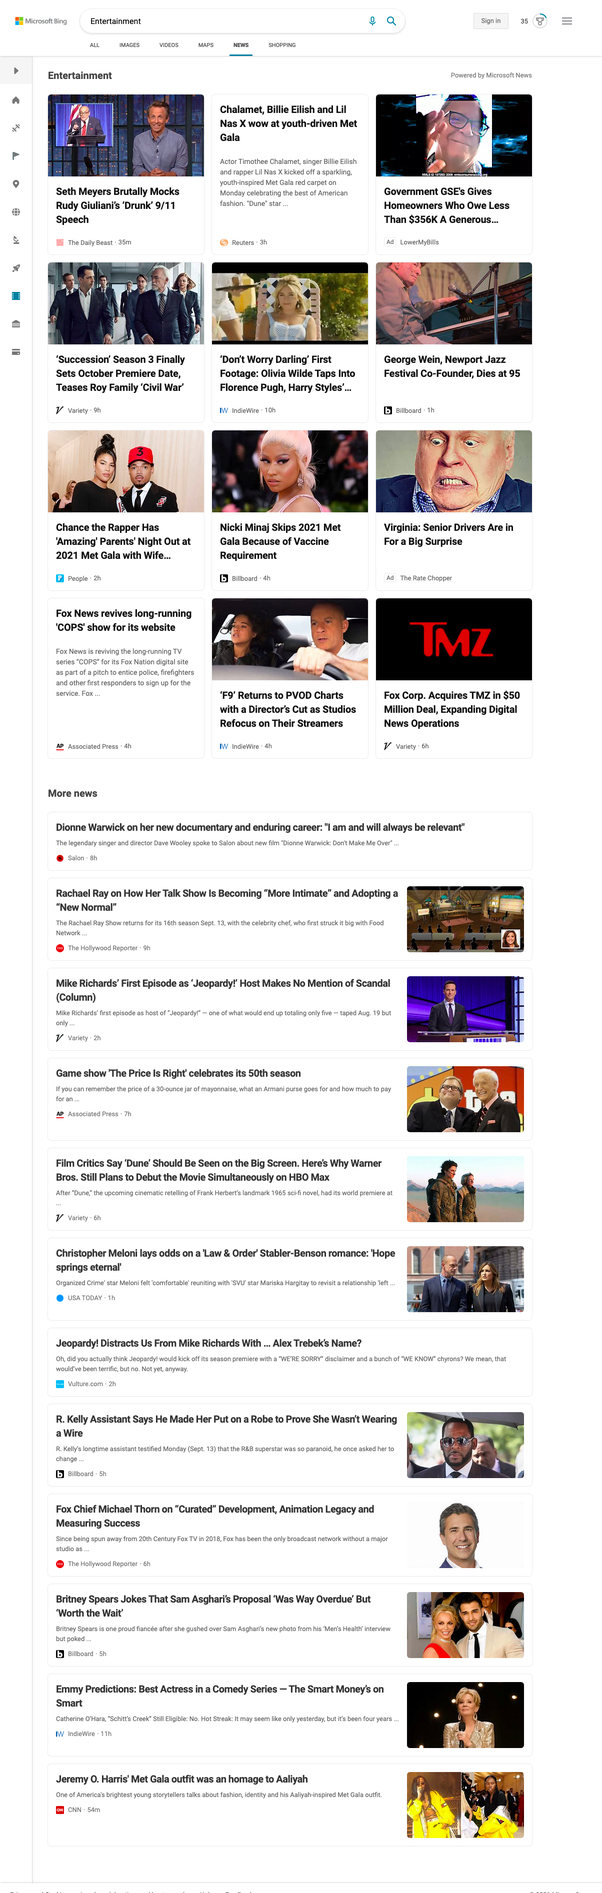 Microsoft Bing
Entertainment
Sign in
35
ALL
IMAGES
VIDEOS
MAPS
NEWS
SHOPPING
Entertainment
Powered by Microsoft News
Seth Meyers Brutally Mocks
Rudy Giuliani's 'Drunk' 9/11
Speech
The Daily Beast · 35m
Chalamet, Billie Eilish and Lil
Nas X wow at youth-driven Met
Gala
Actor Timothee Chalamet, singer Billie Eilish
and rapper Lil Nas X kicked off a sparkling,
youth-inspired Met Gala red carpet on
Monday celebrating the best of American
fashion. "Dune" star ...
Reuters · 3h
Government GSE's Gives
Homeowners Who Owe Less
Than $356K A Generous...
Ad
LowerMyBills
'Succession' Season 3 Finally
Sets October Premiere Date,
Teases Roy Family 'Civil War'
Variety · 9h
'Don't Worry Darling' First
Footage: Olivia Wilde Taps Into
Florence Pugh, Harry Styles'...
IW
IndieWire · 10h
George Wein, Newport Jazz
Festival Co-Founder, Dies at 95
Billboard · 1h
3
Chance the Rapper Has
'Amazing' Parents' Night Out at
2021 Met Gala with Wife...
People · 2h
Nicki Minaj Skips 2021 Met
Gala Because of Vaccine
Requirement
Billboard · 4h
Virginia: Senior Drivers Are in
For a Big Surprise
Ad
The Rate Chopper
Fox News revives long-running
'COPS' show for its website
Fox News is reviving the long-running TV
series "COPS" for its Fox Nation digital site
as part of a pitch to entice police, firefighters
and other first responders to sign up for the
service. Fox ...
AP
Associated Press · 4h
'F9' Returns to PVOD Charts
with a Director's Cut as Studios
Refocus on Their Streamers
IW
IndieWire · 4h
TMZ
Fox Corp. Acquires TMZ in $50
Million Deal, Expanding Digital
News Operations
Variety · 6h
More news
Dionne Warwick on her new documentary and enduring career: "I am and will always be relevant"
The legendary singer and director Dave Wooley spoke to Salon about new film "Dionne Warwick: Don't Make Me Over" ...
Salon · 8h
Rachael Ray on How Her Talk Show Is Becoming "More Intimate" and Adopting a
"New Normal"
The Rachael Ray Show returns for its 16th season Sept. 13, with the celebrity chef, who first struck it big with Food
Network ...
The Hollywood Reporter · 9h
Mike Richards' First Episode as 'Jeopardy!' Host Makes No Mention of Scandal
(Column)
Mike Richards' first episode as host of "Jeopardy!" — one of what would end up totaling only five — taped Aug. 19 but
only ...
Variety · 2h
Game show 'The Price Is Right' celebrates its 50th season
If you can remember the price of a 30-ounce jar of mayonnaise, what an Armani purse goes for and how much to pay
for an ...
AP
Associated Press · 7h
Film Critics Say 'Dune' Should Be Seen on the Big Screen. Here's Why Warner
Bros. Still Plans to Debut the Movie Simultaneously on HBO Max
After "Dune," the upcoming cinematic retelling of Frank Herbert's landmark 1965 sci-fi novel, had its world premiere at
...
Variety · 6h
Christopher Meloni lays odds on a 'Law & Order' Stabler-Benson romance: 'Hope
springs eternal'
Organized Crime' star Meloni felt 'comfortable' reuniting with 'SVU' star Mariska Hargitay to revisit a relationship 'left ...
USA TODAY · 1h
Jeopardy! Distracts Us From Mike Richards With ... Alex Trebek's Name?
Oh, did you actually think Jeopardy! would kick off its season premiere with a "WE'RE SORRY" disclaimer and a bunch of "WE KNOW" chyrons? We mean, that
would've been terrific, but no. Not yet, anyway.
Vulture.com · 2h
R. Kelly Assistant Says He Made Her Put on a Robe to Prove She Wasn't Wearing
a Wire
R. Kelly's longtime assistant testified Monday (Sept. 13) that the R&B superstar was so paranoid, he once asked her to
change ...
Billboard · 5h
Fox Chief Michael Thorn on "Curated" Development, Animation Legacy and
Measuring Success
Since being spun away from 20th Century Fox TV in 2018, Fox has been the only broadcast network without a major
studio as ...
The Hollywood Reporter · 6h
Britney Spears Jokes That Sam Asghari's Proposal 'Was Way Overdue' But
'Worth the Wait'
Britney Spears is one proud fiancée after she gushed over Sam Asghari's new photo from his 'Men's Health' interview
but poked ...
Billboard · 5h
Emmy Predictions: Best Actress in a Comedy Series — The Smart Money's on
Smart
Catherine O'Hara, "Schitt's Creek" Still Eligible: No. Hot Streak: It may seem like only yesterday, but it's been four years ...
IW
IndieWire · 11h
Jeremy O. Harris' Met Gala outfit was an homage to Aaliyah
One of America's brightest young storytellers talks about fashion, identity and his Aaliyah-inspired Met Gala outfit.
CNN · 54m